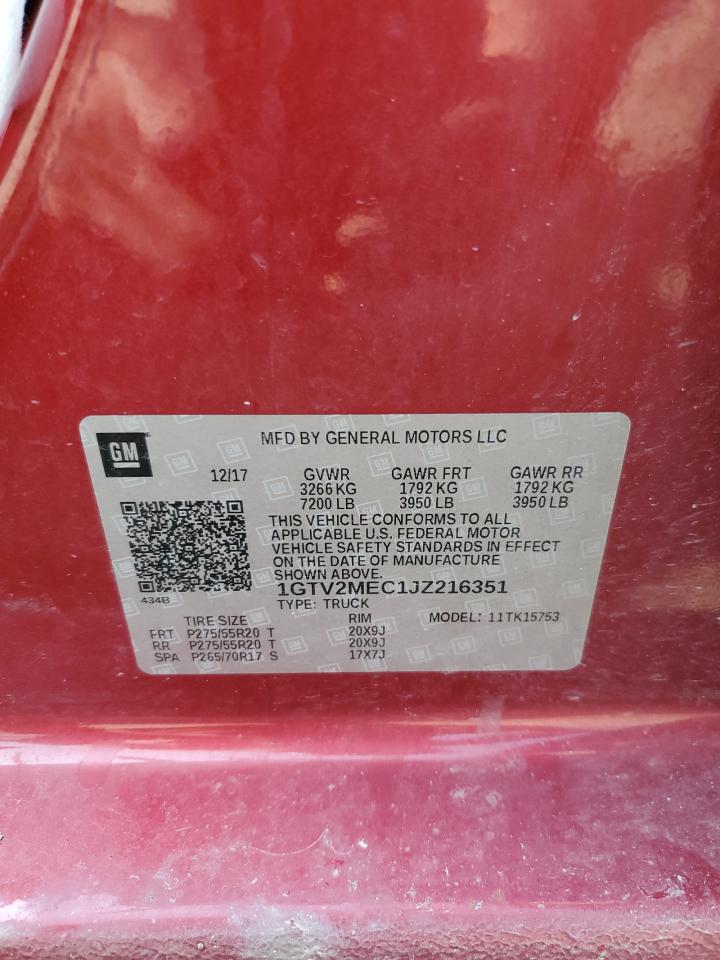 GM
MFD BY GENERAL MOTORS LLC
12/17 GVWR GAWR FRT GAWR RR
3266 KG 1792 KG 1792 KG
7200 LB 3950 LB 3950 LB
THIS VEHICLE CONFORMS TO ALL
APPLICABLE U.S. FEDERAL MOTOR
VEHICLE SAFETY STANDARDS IN EFFECT
ON THE DATE OF MANUFACTURE
SHOWN ABOVE.
1GTV2MEC1JZ216351
434B
TYPE: TRUCK
TIRE SIZE RIM MODEL: 11TK15753
FRT P275/55R20 T 20X9J
RR P275/55R20 T 20X9J
SPA P265/70R17 S 17X7J